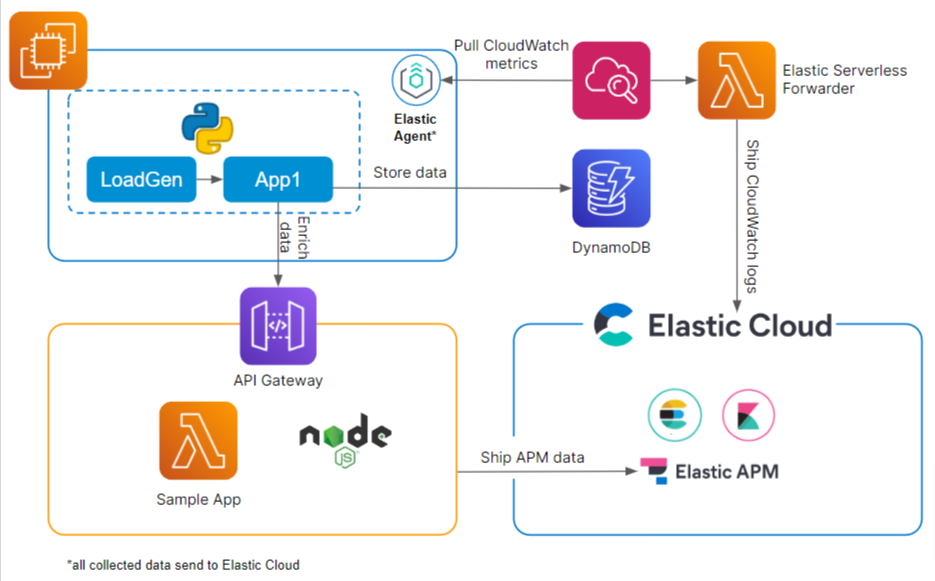 Pull CloudWatch
metrics
Elastic Serverless
Forwarder
Elastic
Agent*
LoadGen
App1
Store data
Enrich
data
Ship CloudWatch logs
DynamoDB
API Gateway
Elastic Cloud
Sample App
node
JS
Ship APM data
Elastic APM
*all collected data send to Elastic Cloud